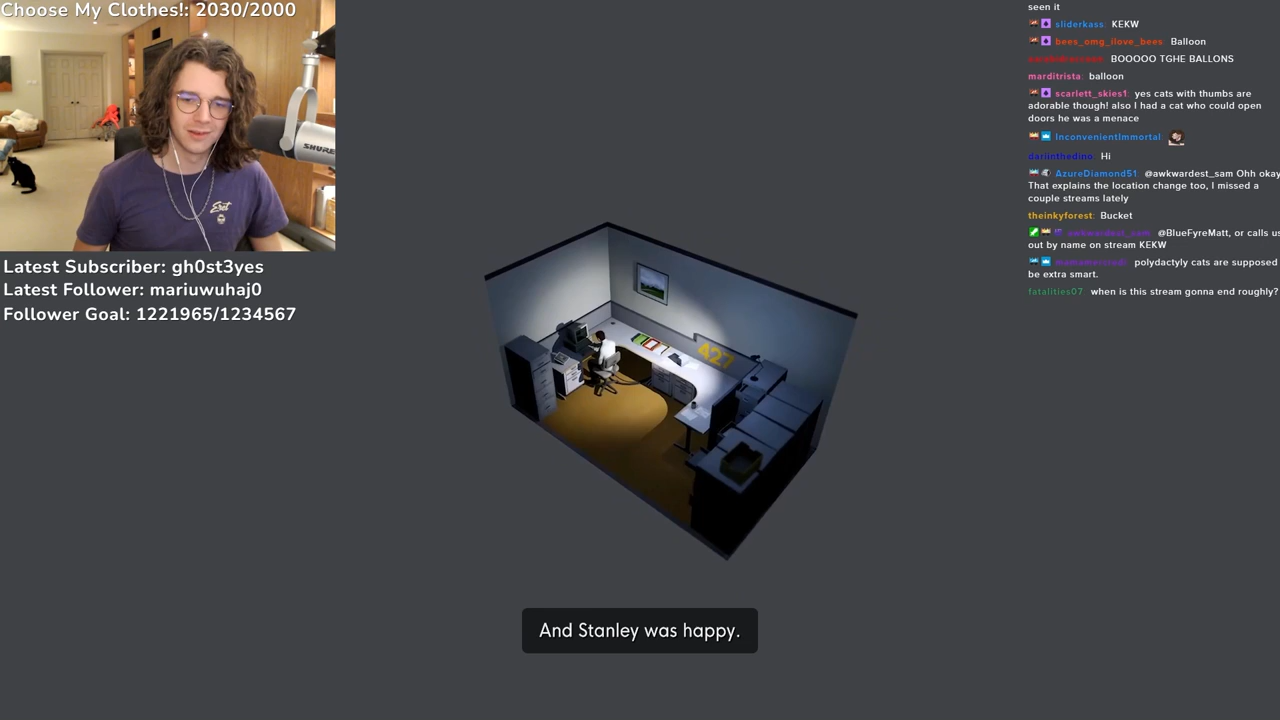 Choose My Clothes!: 2030/2000
SHURE
Eret
Latest Subscriber: gh0st3yes
Latest Follower: mariuwuhaj0
Follower Goal: 1221965/1234567
427
And Stanley was happy.
seen it
sliderkass KEKW
bees_omg_ilove_bees Balloon
BOOOOO TGHE BALLONS
marditrista: balloon
scarlett_skies1: yes cats with thumbs are
adorable though! also I had a cat who could open
doors he was a menace
InconvenientImmortal
darlinthedino: Hi
AzureDiamond51 @awkwardest_sam Ohh okay
That explains the location change too, I missed a
couple streams lately
theinkyforest: Bucket
awkwardest_sam: @BlueFyreMatt, or calls us
out by name on stream KEKW
polydactyly cats are supposed
be extra smart.
fatalities07 when is this stream gonna end roughly?